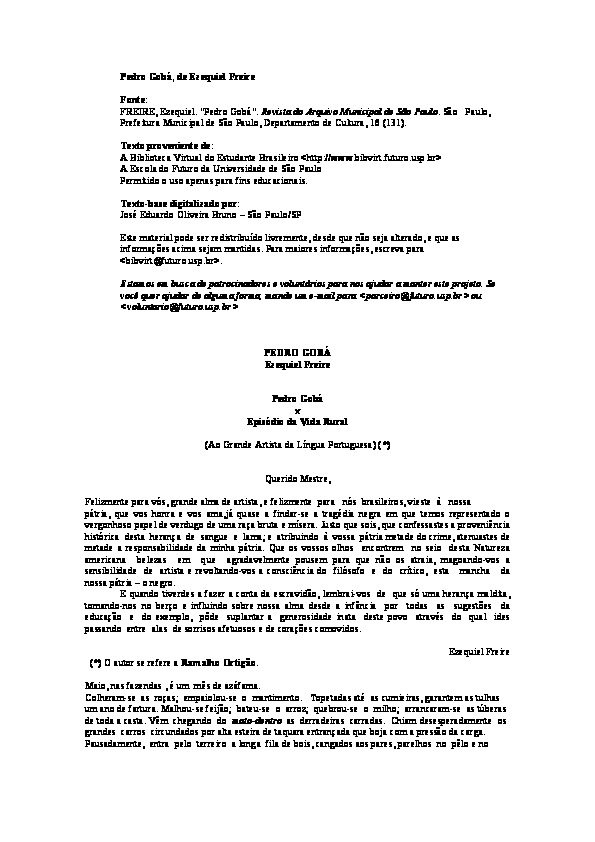 Pedro Gobá, de Ezequiel Freire
Fonte:
FREIRE, Ezequiel. "Pedro Gobá". Revista do Arquivo Municipal de São Paulo. São Paulo,
Prefeitura Municipal de São Paulo, Departamento de Cultura, 18 (131).
Texto proveniente de:
A Biblioteca Virtual do Estudante Brasileiro <http://www.bibvirt.futuro.usp.br>
A Escola do Futuro da Universidade de São Paulo
Permitido o uso apenas para fins educacionais.
Texto-base digitalizado por:
José Eduardo Oliveira Bruno – São Paulo/SP
Este material pode ser redistribuído livremente, desde que não seja alterado, e que as
informações acima sejam mantidas. Para maiores informações, escreva para
<bibvirt@futuro.usp.br>.
Estamos em busca de patrocinadores e voluntários para nos ajudar a manter este projeto. Se
você quer ajudar de alguma forma, mande um e-mail para <parceiro@futuro.usp.br> ou
<voluntario@futuro.usp.br>
PEDRO GOBÁ
Ezequiel Freire
Pedro Gobá
x
Episódio da Vida Rural
(Ao Grande Artista da Língua Portuguesa) (*)
Querido Mestre,
Felizmente para vós, grande alma de artista, e felizmente para nós brasileiros, vieste à nossa
pátria, que vos honra e vos ama, já quase a findar-se a tragédia negra em que temos representado o
vergonhoso papel de verdugo de uma raça bruta e mísera. Justo que sois, que confessastes a proveniência
histórica desta herança de sangue e lama; e atribuindo à vossa pátria metade do crime, atenuastes de
metade a responsabilidade da minha pátria. Que os vossos olhos encontrem no seio desta Natureza
americana belezas em que agradavelmente pousem para que não os atraia, magoando-vos a
sensibilidade de artista e revoltando-vos a consciência do filósofo e do crítico, esta mancha da
nossa pátria – o negro.
E quando tiverdes a fazer a conta da escravidão, lembrai-vos de que só uma herança maldita,
tomando-nos no berço e influindo sobre nossa alma desde a infância por todas as sugestões da
educação e do exemplo, pôde suplantar a generosidade inata deste povo através do qual ides
passando entre alas de sorrisos afetuosos e de corações comovidos.
Ezequiel Freire
(*) O autor se refere a Ramalho Ortigão.
Maio, nas fazendas, é um mês de azáfama.
Colheram-se as roças; empaiolou-se o mantimento. Topetadas até as cumieiras, garantem as tulhas
um ano de fartura. Malhou-se feijão; bateu-se o arroz; quebrou-se o milho; arrancaram-se as túberas
de toda a casta. Vêm chegando do mato-dentro as derradeiras carradas. Chiam desesperadamente os
grandes carros circundados por alta esteira de taquara entrançada que boja com a pressão da carga.
Pausadamente, entra pelo terreiro a longa fila de bois, cangados aos pares, parelhos no pêlo e no